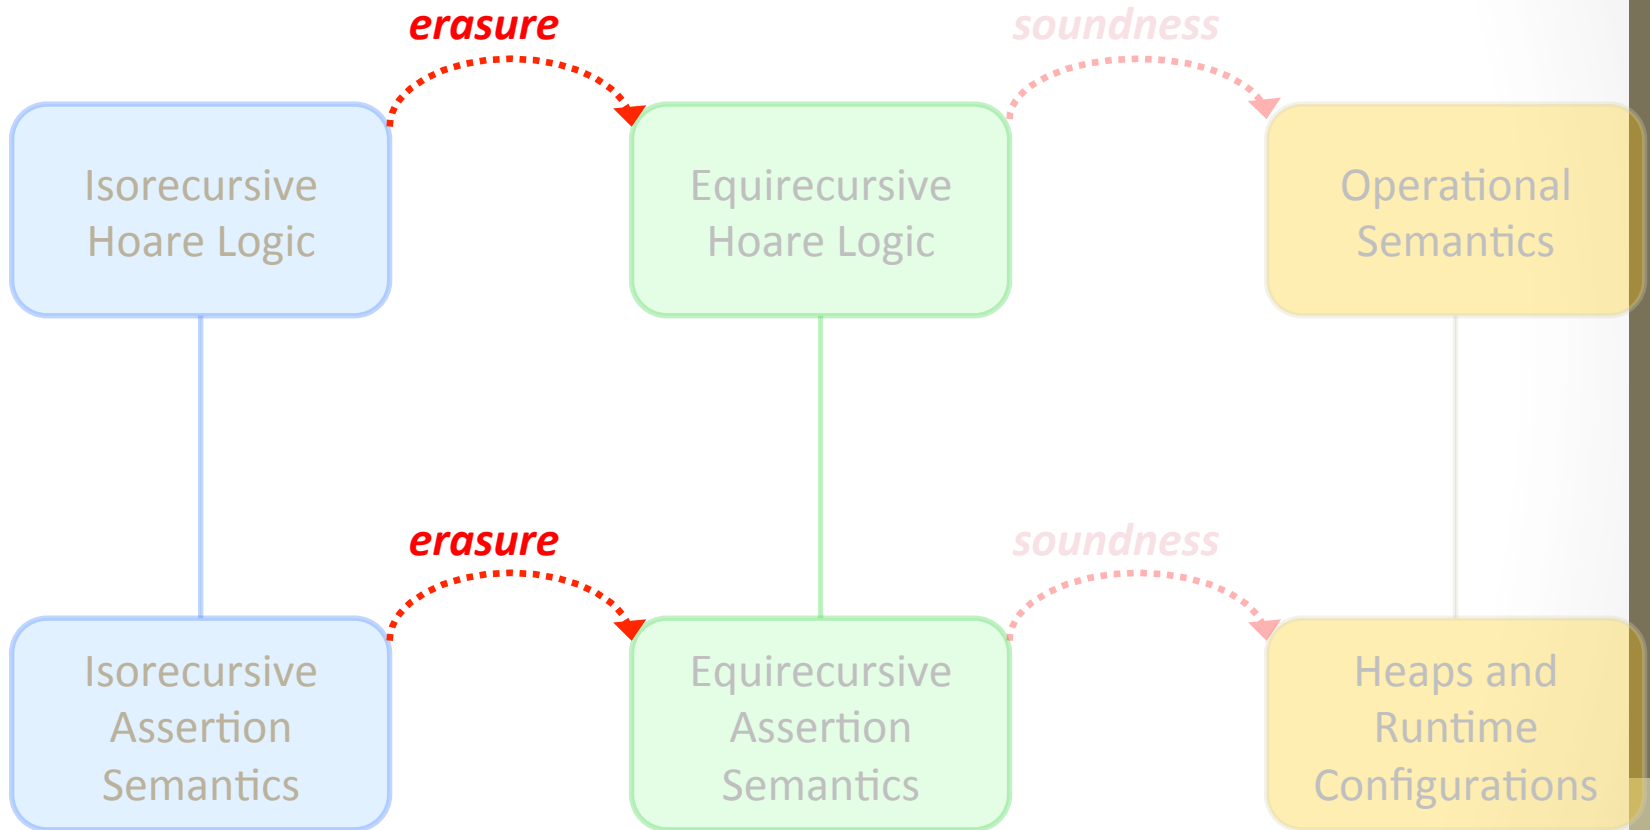 erasure
soundness
Isorecursive
Hoare Logic
Equirecursive
Hoare Logic
Operational
Semantics
erasure
soundness
Isorecursive
Assertion
Semantics
Equirecursive
Assertion
Semantics
Heaps and
Runtime
Configurations